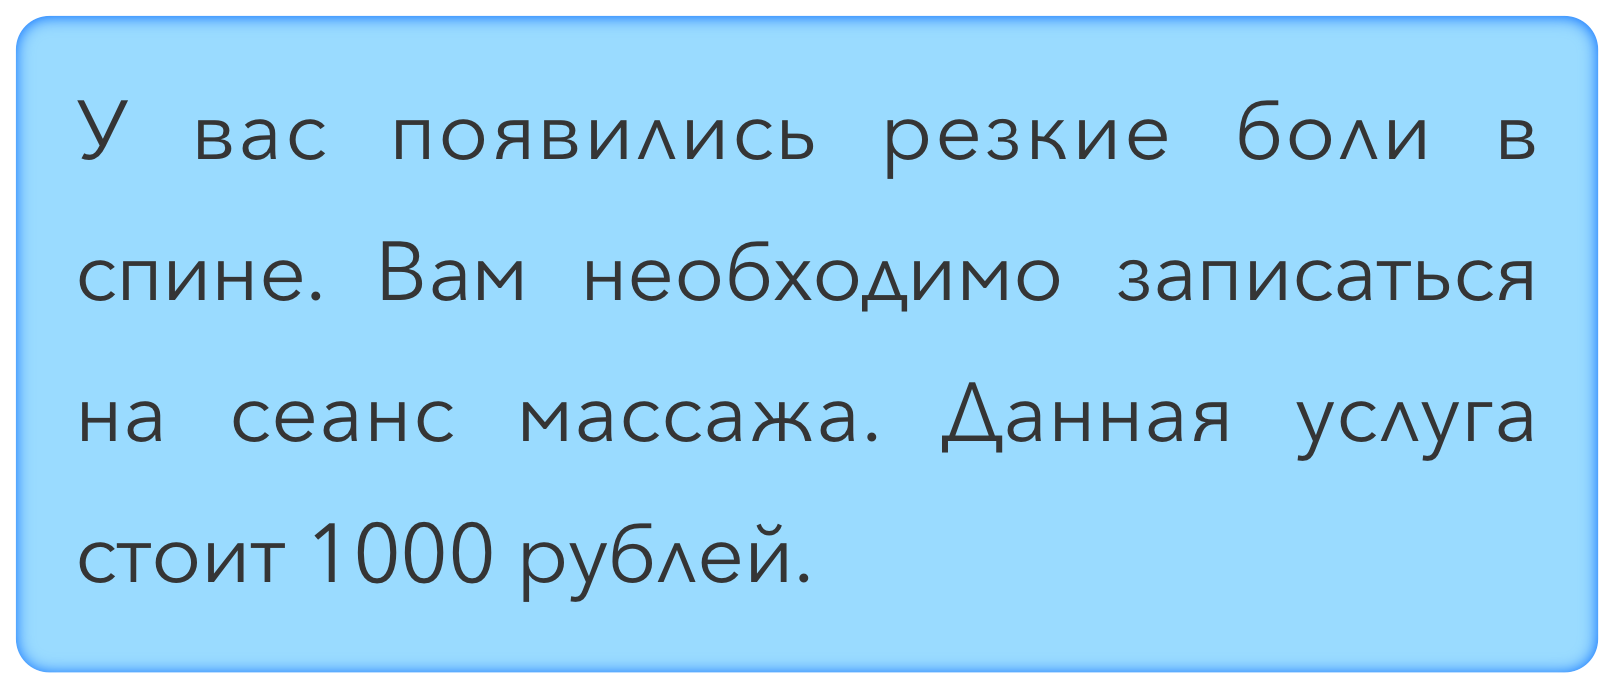 У вас появились резкие боли в
спине. Вам необходимо записаться
на сеанс массажа. Данная услуга
стоит 1000 рублей.